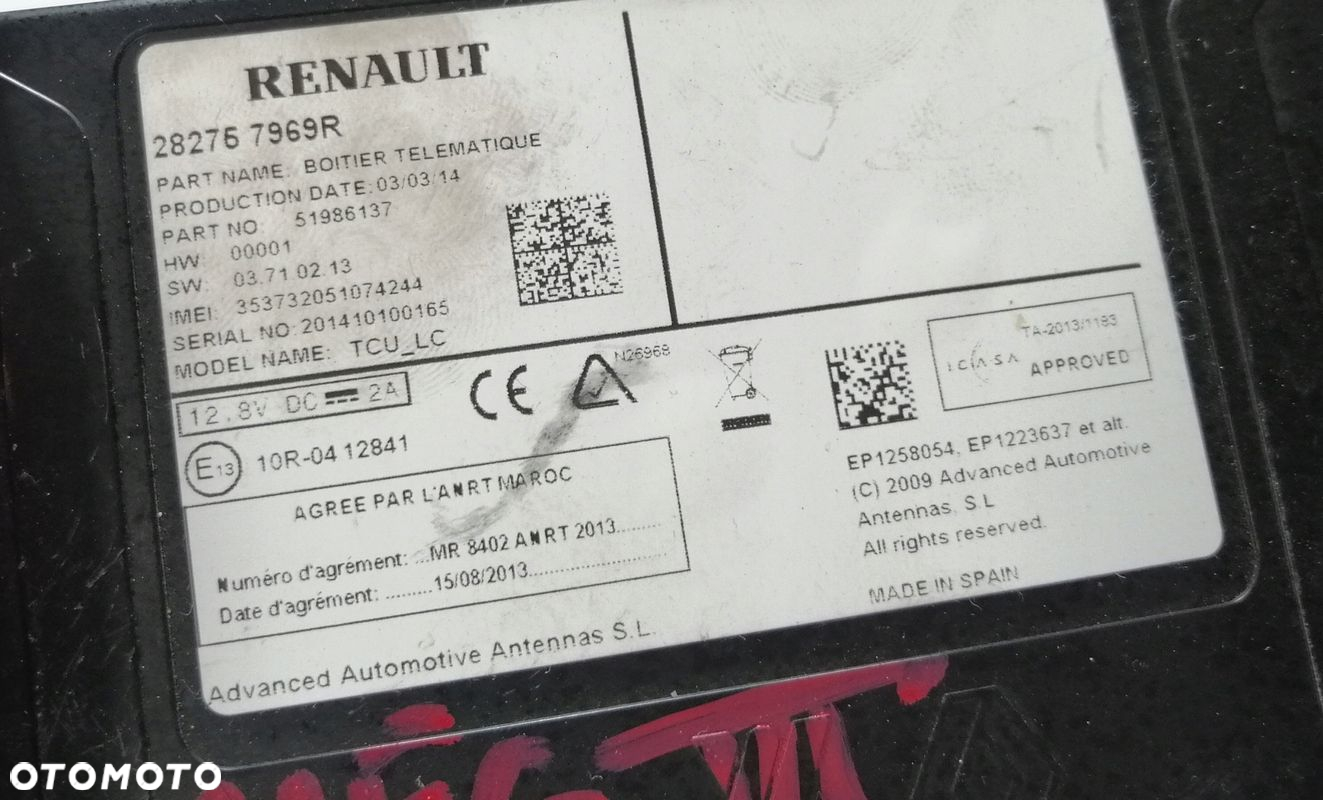 RENAULT
28275 7969R
PART NAME: BOITIER TELEMATIQUE
PRODUCTION DATE:03/03/14
PART NO: 51986137
HW: 00001
SW: 03.71.02.13
IMEI: 353732051074244
SERIAL NO:201410100165
MODEL NAME: TCU_LC
12.8V DC 2A
CE
N26968
E13 10R-04 12841
ICASA
TA-2013/1193
APPROVED
AGREE PAR L'ANRT MAROC
Numéro d'agrément: ...MR 8402 ANRT 2013.........
Date d'agrément: .........15/08/2013...........................
EP1258054, EP1223637 et alt.
(C) 2009 Advanced Automotive
Antennas, S.L
All rights reserved.
MADE IN SPAIN
Advanced Automotive Antennas S.L.
OTOMOTO